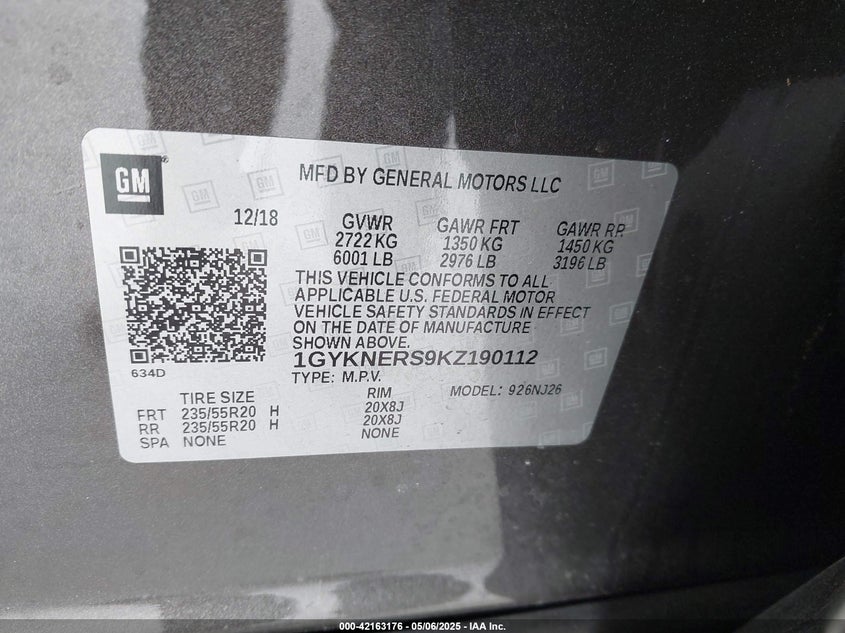 GM
MFD BY GENERAL MOTORS LLC
12/18
GVWR GAWR FRT GAWR RR
2722 KG 1350 KG 1450 KG
6001 LB 2976 LB 3196 LB
THIS VEHICLE CONFORMS TO ALL
APPLICABLE U.S. FEDERAL MOTOR
VEHICLE SAFETY STANDARDS IN EFFECT
ON THE DATE OF MANUFACTURE
SHOWN ABOVE.
1GYKNERS9KZ190112
634D
TYPE: M.P.V. MODEL: 926NJ26
TIRE SIZE RIM
FRT 235/55R20 H 20X8J
RR 235/55R20 H 20X8J
SPA NONE NONE
000-42163176 - 05/06/2025 - IAA Inc.